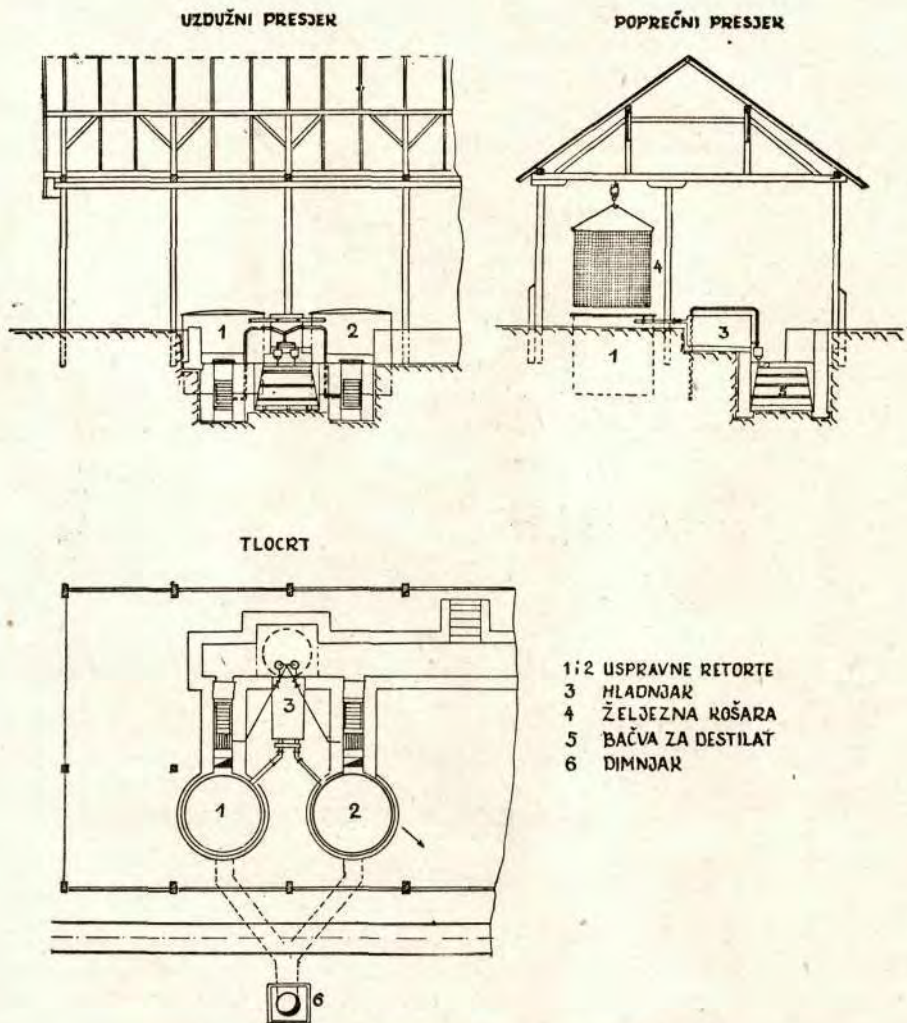 UZDUŽNI PRESJEK
POPREČNI PRESJEK
4
1
2
3
1
5
TLOCRT
3
1
2
6
1 i 2 USPRAVNE RETORTE
3 HLADNJAK
4 ŽELJEZNA KOŠARA
5 BAČVA ZA DESTILAT
6 DIMNJAK